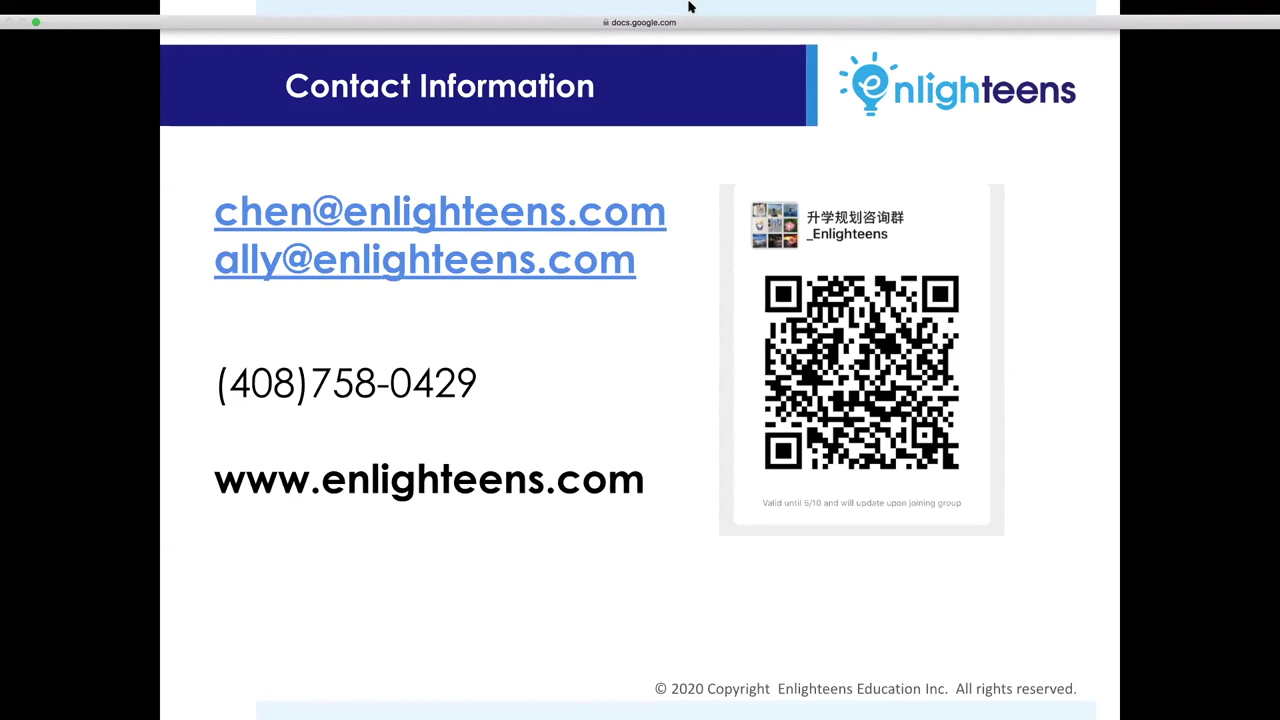 docs.google.com
Contact Information
enlighteens
chen@enlighteens.com
ally@enlighteens.com
(408)758-0429
www.enlighteens.com
升学规划咨询群
_Enlighteens
Valid until 5/10 and will update upon joining group
© 2020 Copyright Enlighteens Education Inc. All rights reserved.